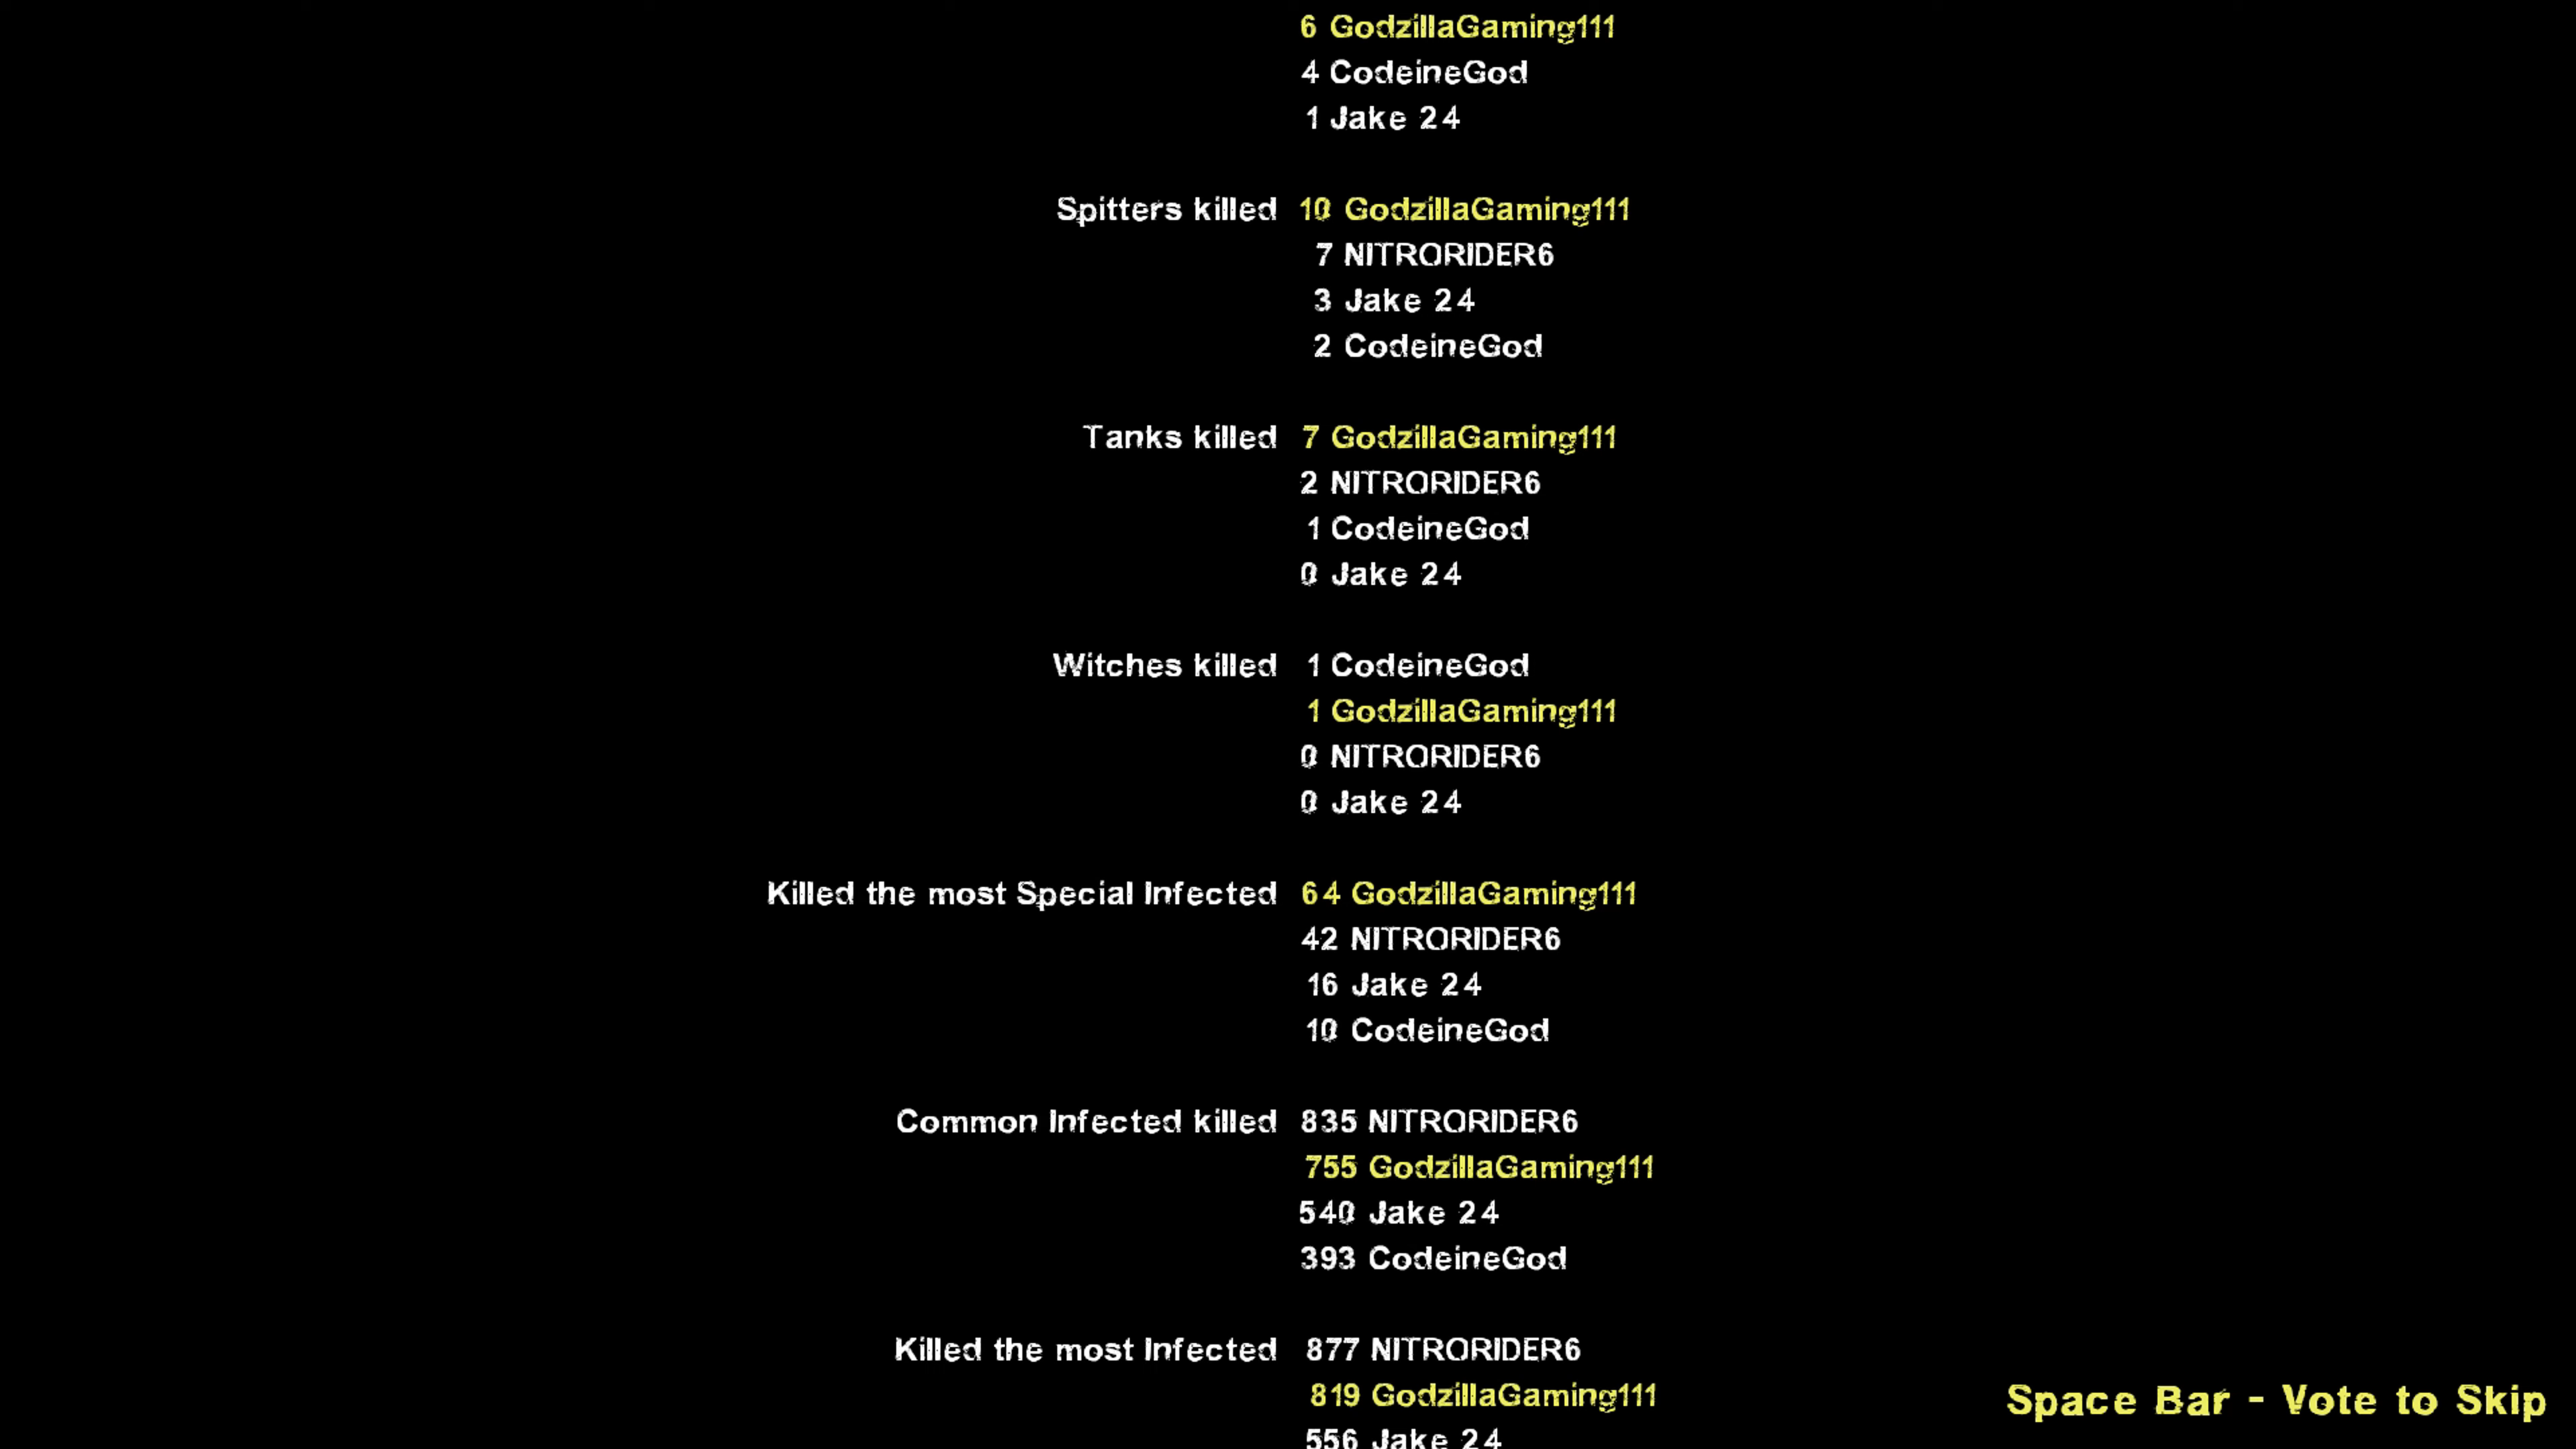 6 GodzillaGaming111
4 CodeineGod
1 Jake 24
Spitters killed 10 GodzillaGaming111
7 NITRORIDER6
3 Jake 24
2 CodeineGod
Tanks killed 7 GodzillaGaming111
2 NITRORIDER6
1 CodeineGod
0 Jake 24
Witches killed 1 CodeineGod
1 GodzillaGaming111
0 NITRORIDER6
0 Jake 24
Killed the most Special Infected 64 GodzillaGaming111
42 NITRORIDER6
16 Jake 24
10 CodeineGod
Common Infected killed 835 NITRORIDER6
755 GodzillaGaming111
540 Jake 24
393 CodeineGod
Killed the most Infected 877 NITRORIDER6
819 GodzillaGaming111
556 Jake 24
Space Bar - Vote to Skip